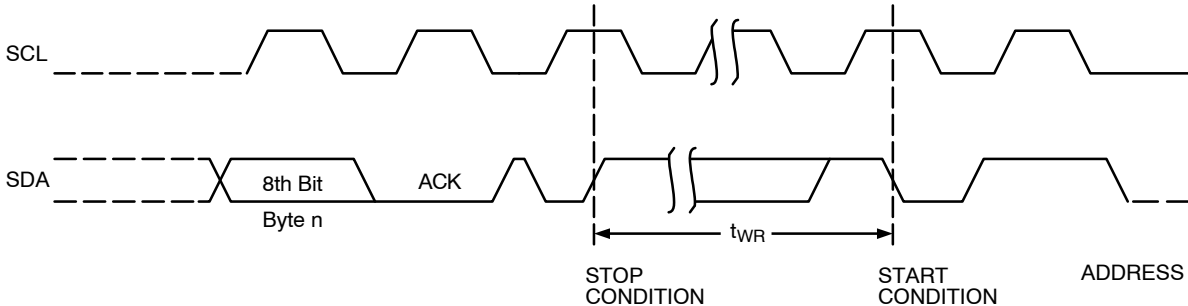 SCL
SDA
8th Bit
Byte n
ACK
tWR
STOP
CONDITION
START
CONDITION
ADDRESS